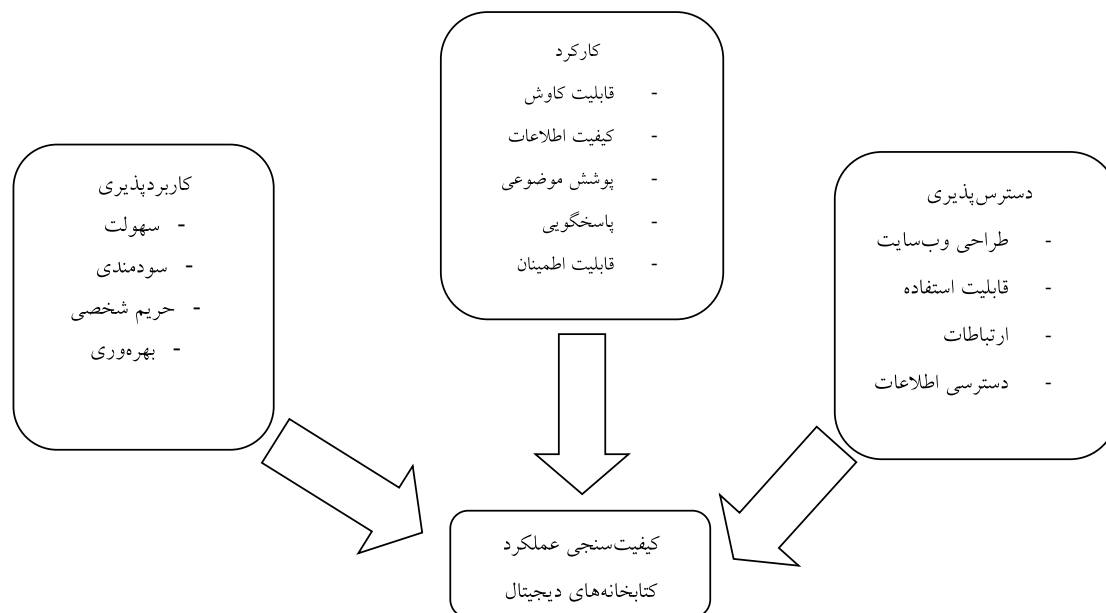 کارکرد
- قابلیت کاوش
- کیفیت اطلاعات
- پوشش موضوعی
- پاسخگویی
- قابلیت اطمینان
دسترس‌پذیری
- طراحی وب‌سایت
- قابلیت استفاده
- ارتباطات
- دسترسی اطلاعات
کاربردپذیری
- سهولت
- سودمندی
- حریم شخصی
- بهره‌وری
کیفیت‌سنجی عملکرد
کتابخانه‌های دیجیتال